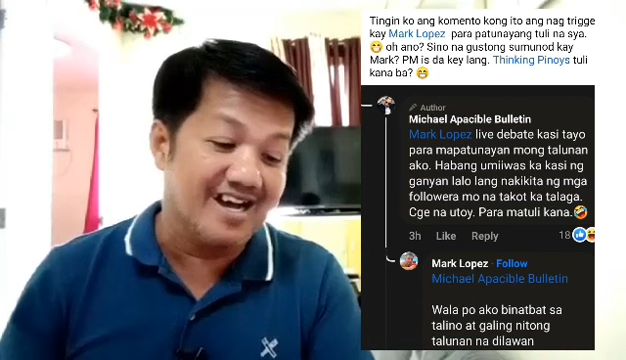 Tingin ko ang komento kong ito ang nag trigge
kay Mark Lopez para patunayang tuli na sya.
😁 oh ano? Sino na gustong sumunod kay
Mark? PM is da key lang. Thinking Pinoys tuli
kana ba? 😁
Author
Michael Apacible Bulletin
Mark Lopez live debate kasi tayo
para mapatunayan mong talunan
ako. Habang umiiwas ka kasi ng
ganyan lalo lang nakikita ng mga
followera mo na takot ka talaga.
Cge na utoy. Para matuli kana.🤣
3h Like Reply 18
Mark Lopez · Follow
Michael Apacible Bulletin
Wala po ako binatbat sa
talino at galing nitong
talunan na dilawan